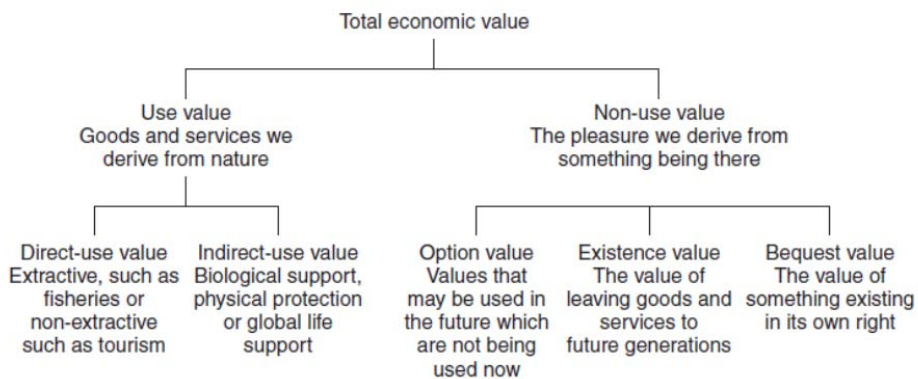 Total economic value
Use value
Goods and services we
derive from nature
Non-use value
The pleasure we derive from
something being there
Direct-use value
Extractive, such as
fisheries or
non-extractive
such as tourism
Indirect-use value
Biological support,
physical protection
or global life
support
Option value
Values that
may be used in
the future which
are not being
used now
Existence value
The value of
leaving goods and
services to
future generations
Bequest value
The value of
something existing
in its own right